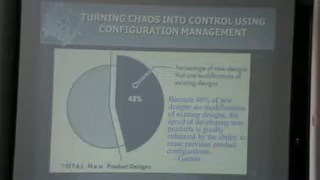 TURNING CHAOS INTO CONTROL USING
CONFIGURATION MANAGEMENT
Percentage of new designs
that are modifications of
existing designs
48%
Because 48% of new
designs are modifications
of existing designs, the
speed of developing new
products is greatly
enhanced by the ability to
reuse previous product
configurations.
—Gartner
TOTAL New Product Designs